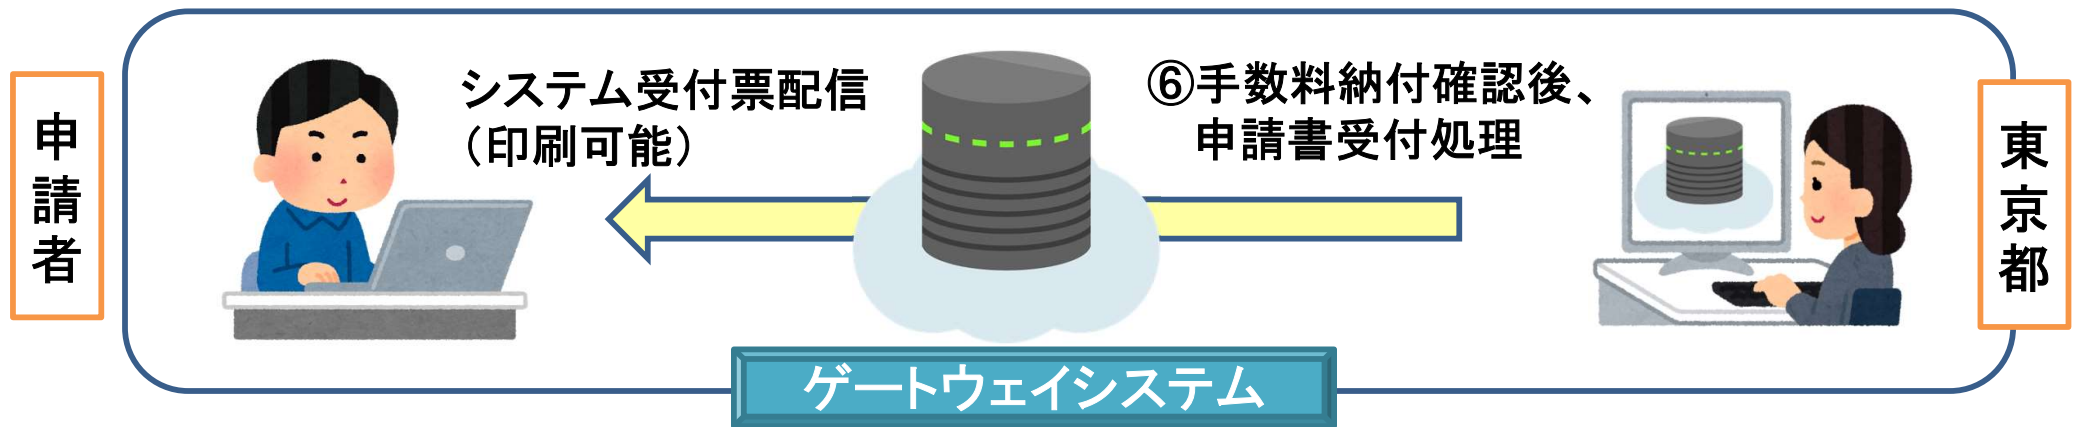 申請者
システム受付票配信
（印刷可能）
⑥手数料納付確認後、
申請書受付処理
東京都
ゲートウェイシステム